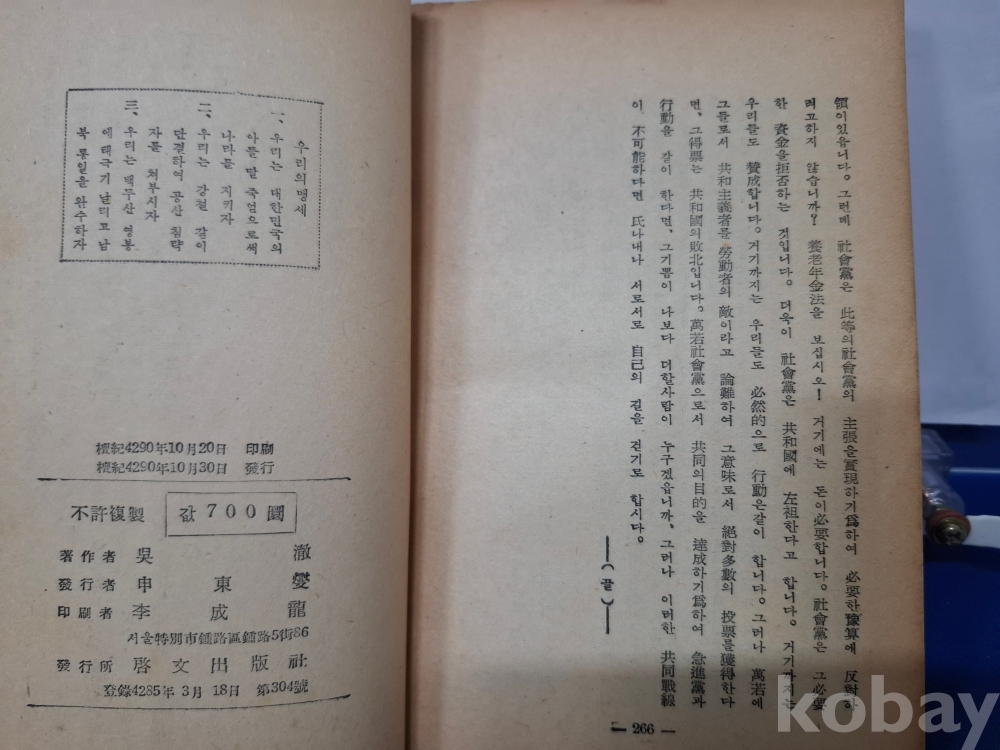 우리의맹세
一、우리는 대한민국의
아들 딸 죽엄으로써
나라를 지키자
二、우리는 강철 같이
단결하여 공산 침략
자를 쳐부시자
三、우리는 백두산 영봉
에 태극기 날리고 남
북 통일을 완수하자
檀紀4290年10月20日 印刷
檀紀4290年10月30日 發行
不許複製 값 700圜
著作者 吳 澈
發行者 申東燮
印刷者 李成龍
서울特別市鍾路區鍾路5街86
發行所 啓文出版社
登錄4285年3月18日 第304號
領이있읍니다。그런데 社會黨은 此等의社會黨의 主張을實現하기爲하여 必要한豫算에 反對하
려고하지 않습니까? 養老年金法을 보십시오! 거기에는 돈이必要합니다。社會黨은 그必要
한 資金을拒否하는 것입니다。더욱이 社會黨은 共和國에 左袒한다고 합니다。거기까지는
우리들도 贊成합니다。거기까지는 우리들도 必然的으로 行動은같이 합니다。그러나 萬若에
그들로서 共和主義者를 勞動者의敵이라고 論難하여 그意味로서 絕對多數의 投票를獲得한다
면、그得票는 共和國의敗北입니다。萬若社會黨으로서 共同의目的을 達成하기爲하여 急進黨과
行動을 같이 한다면、그기쁨이 나보다 더할사람이 누구겠읍니까。그러나 이러한 共同戰線
이 不可能하다면 氏나내나 서로서로 自己의 길을 걷기로 합시다。
—(끝)—
— 266 —
kobay